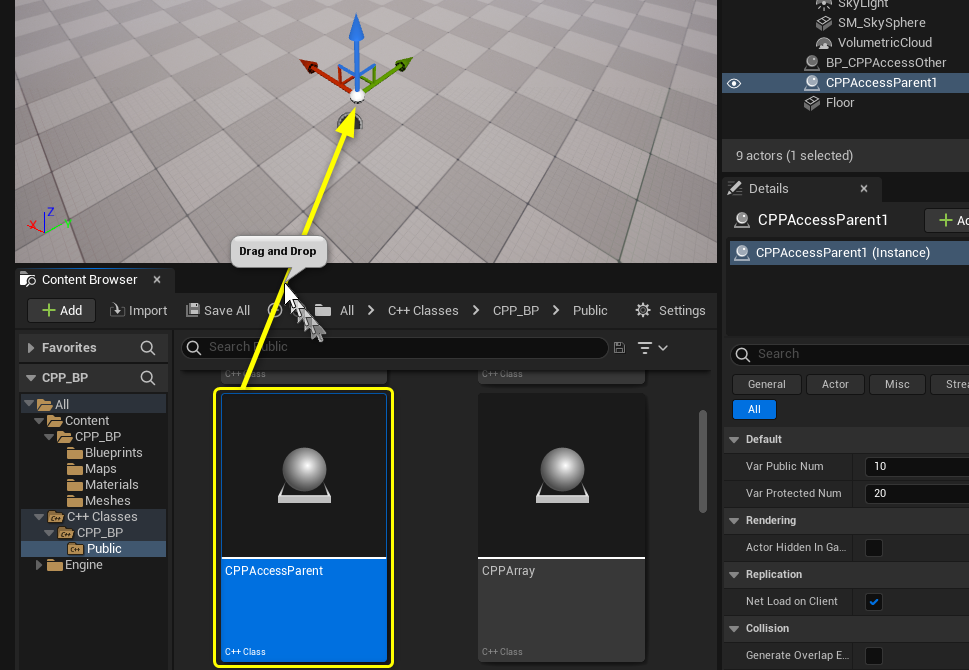 SkyLight
SM_SkySphere
VolumetricCloud
BP_CPPAccessOther
CPPAccessParent1
Floor
9 actors (1 selected)
Details
CPPAccessParent1
CPPAccessParent1 (Instance)
Search
General
Actor
Misc
All
Default
Var Public Num
10
Var Protected Num
20
Rendering
Actor Hidden In Ga...
Replication
Net Load on Client
Collision
Generate Overlap E...
X
Z
Drag and Drop
Content Browser
Add
Import
Save All
All
C++ Classes
CPP_BP
Public
Settings
Favorites
CPP_BP
All
Content
CPP_BP
Blueprints
Maps
Materials
Meshes
C++ Classes
CPP_BP
Public
Engine
Search Public
C++ Class
C++ Class
CPPAccessParent
C++ Class
CPPArray
C++ Class